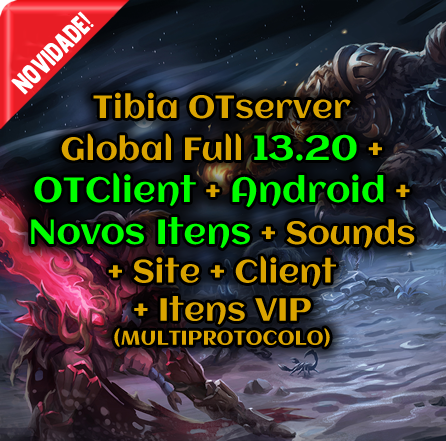 NOVIDADE!
Tibia OTserver
Global Full 13.20 +
OTClient + Android +
Novos Itens + Sounds
+ Site + Client
+ Itens VIP
(MULTIPROTOCOLO)